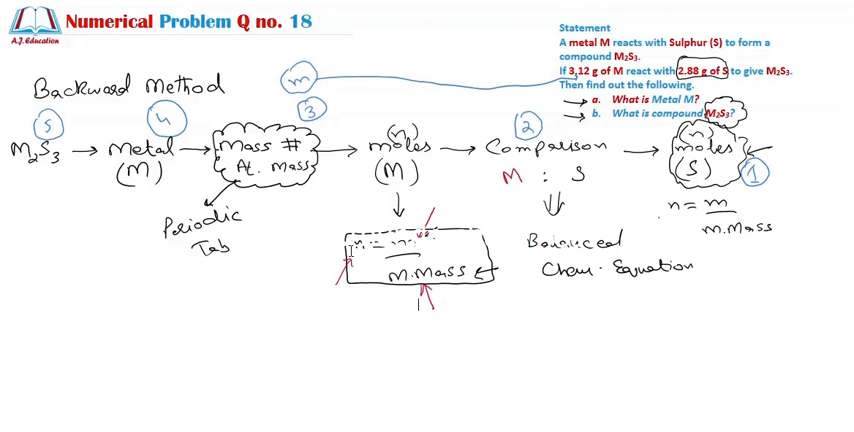 Numerical Problem Q no. 18
A.J. Education
Statement
A metal M reacts with Sulphur (S) to form a
compound M₂S₃.
If 3.12 g of M react with 2.88 g of S to give M₂S₃.
Then find out the following.
a. What is Metal M?
b. What is compound M₂S₃?
Backward Method
m
5
4
3
2
1
M₂S₃ → Metal → Mass # → moles → Comparison → moles
(M)
At. Mass
(n)
(M)
M : S
(n)
(S)
Periodic
Tab
n =
m.Mass
Balanced
Chem. Equation
n = m
m.Mass